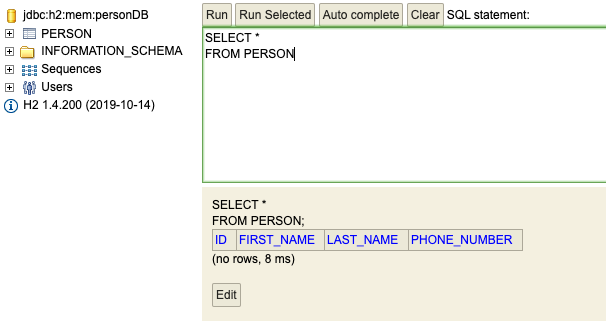 jdbc:h2:mem:personDB
PERSON
INFORMATION_SCHEMA
Sequences
Users
H2 1.4.200 (2019-10-14)
Run Run Selected Auto complete Clear SQL statement:
SELECT *
FROM PERSON
SELECT *
FROM PERSON;
ID FIRST_NAME LAST_NAME PHONE_NUMBER
(no rows, 8 ms)
Edit